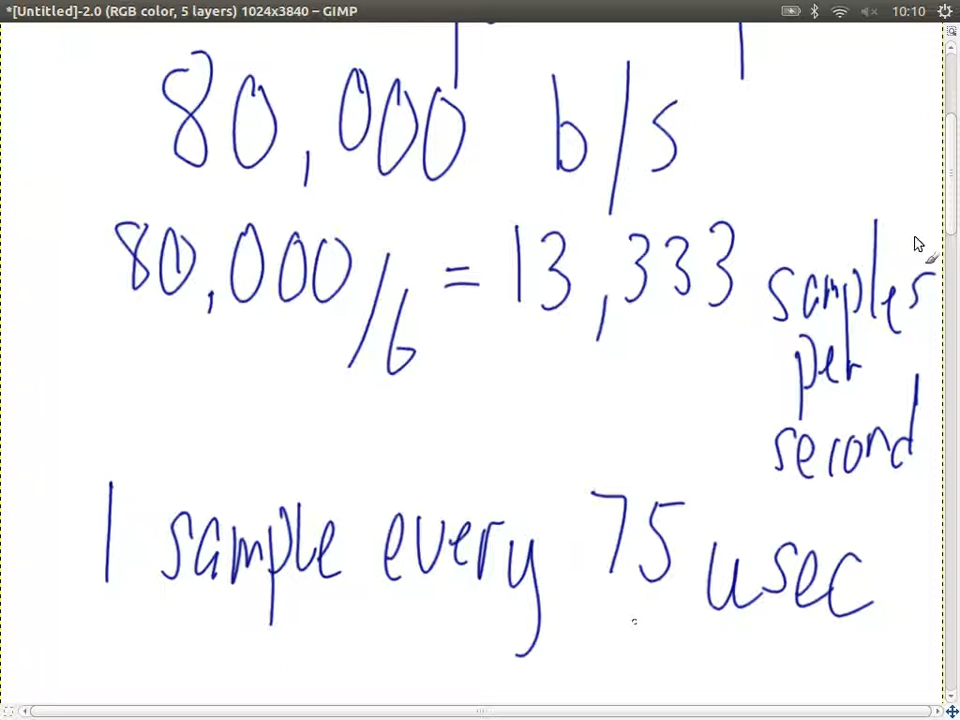 *[Untitled]-2.0 (RGB color, 5 layers) 1024x3840 – GIMP 10:10
80,000 b/s
80,000/6 = 13,333 samples
per
second
1 sample every 75 usec